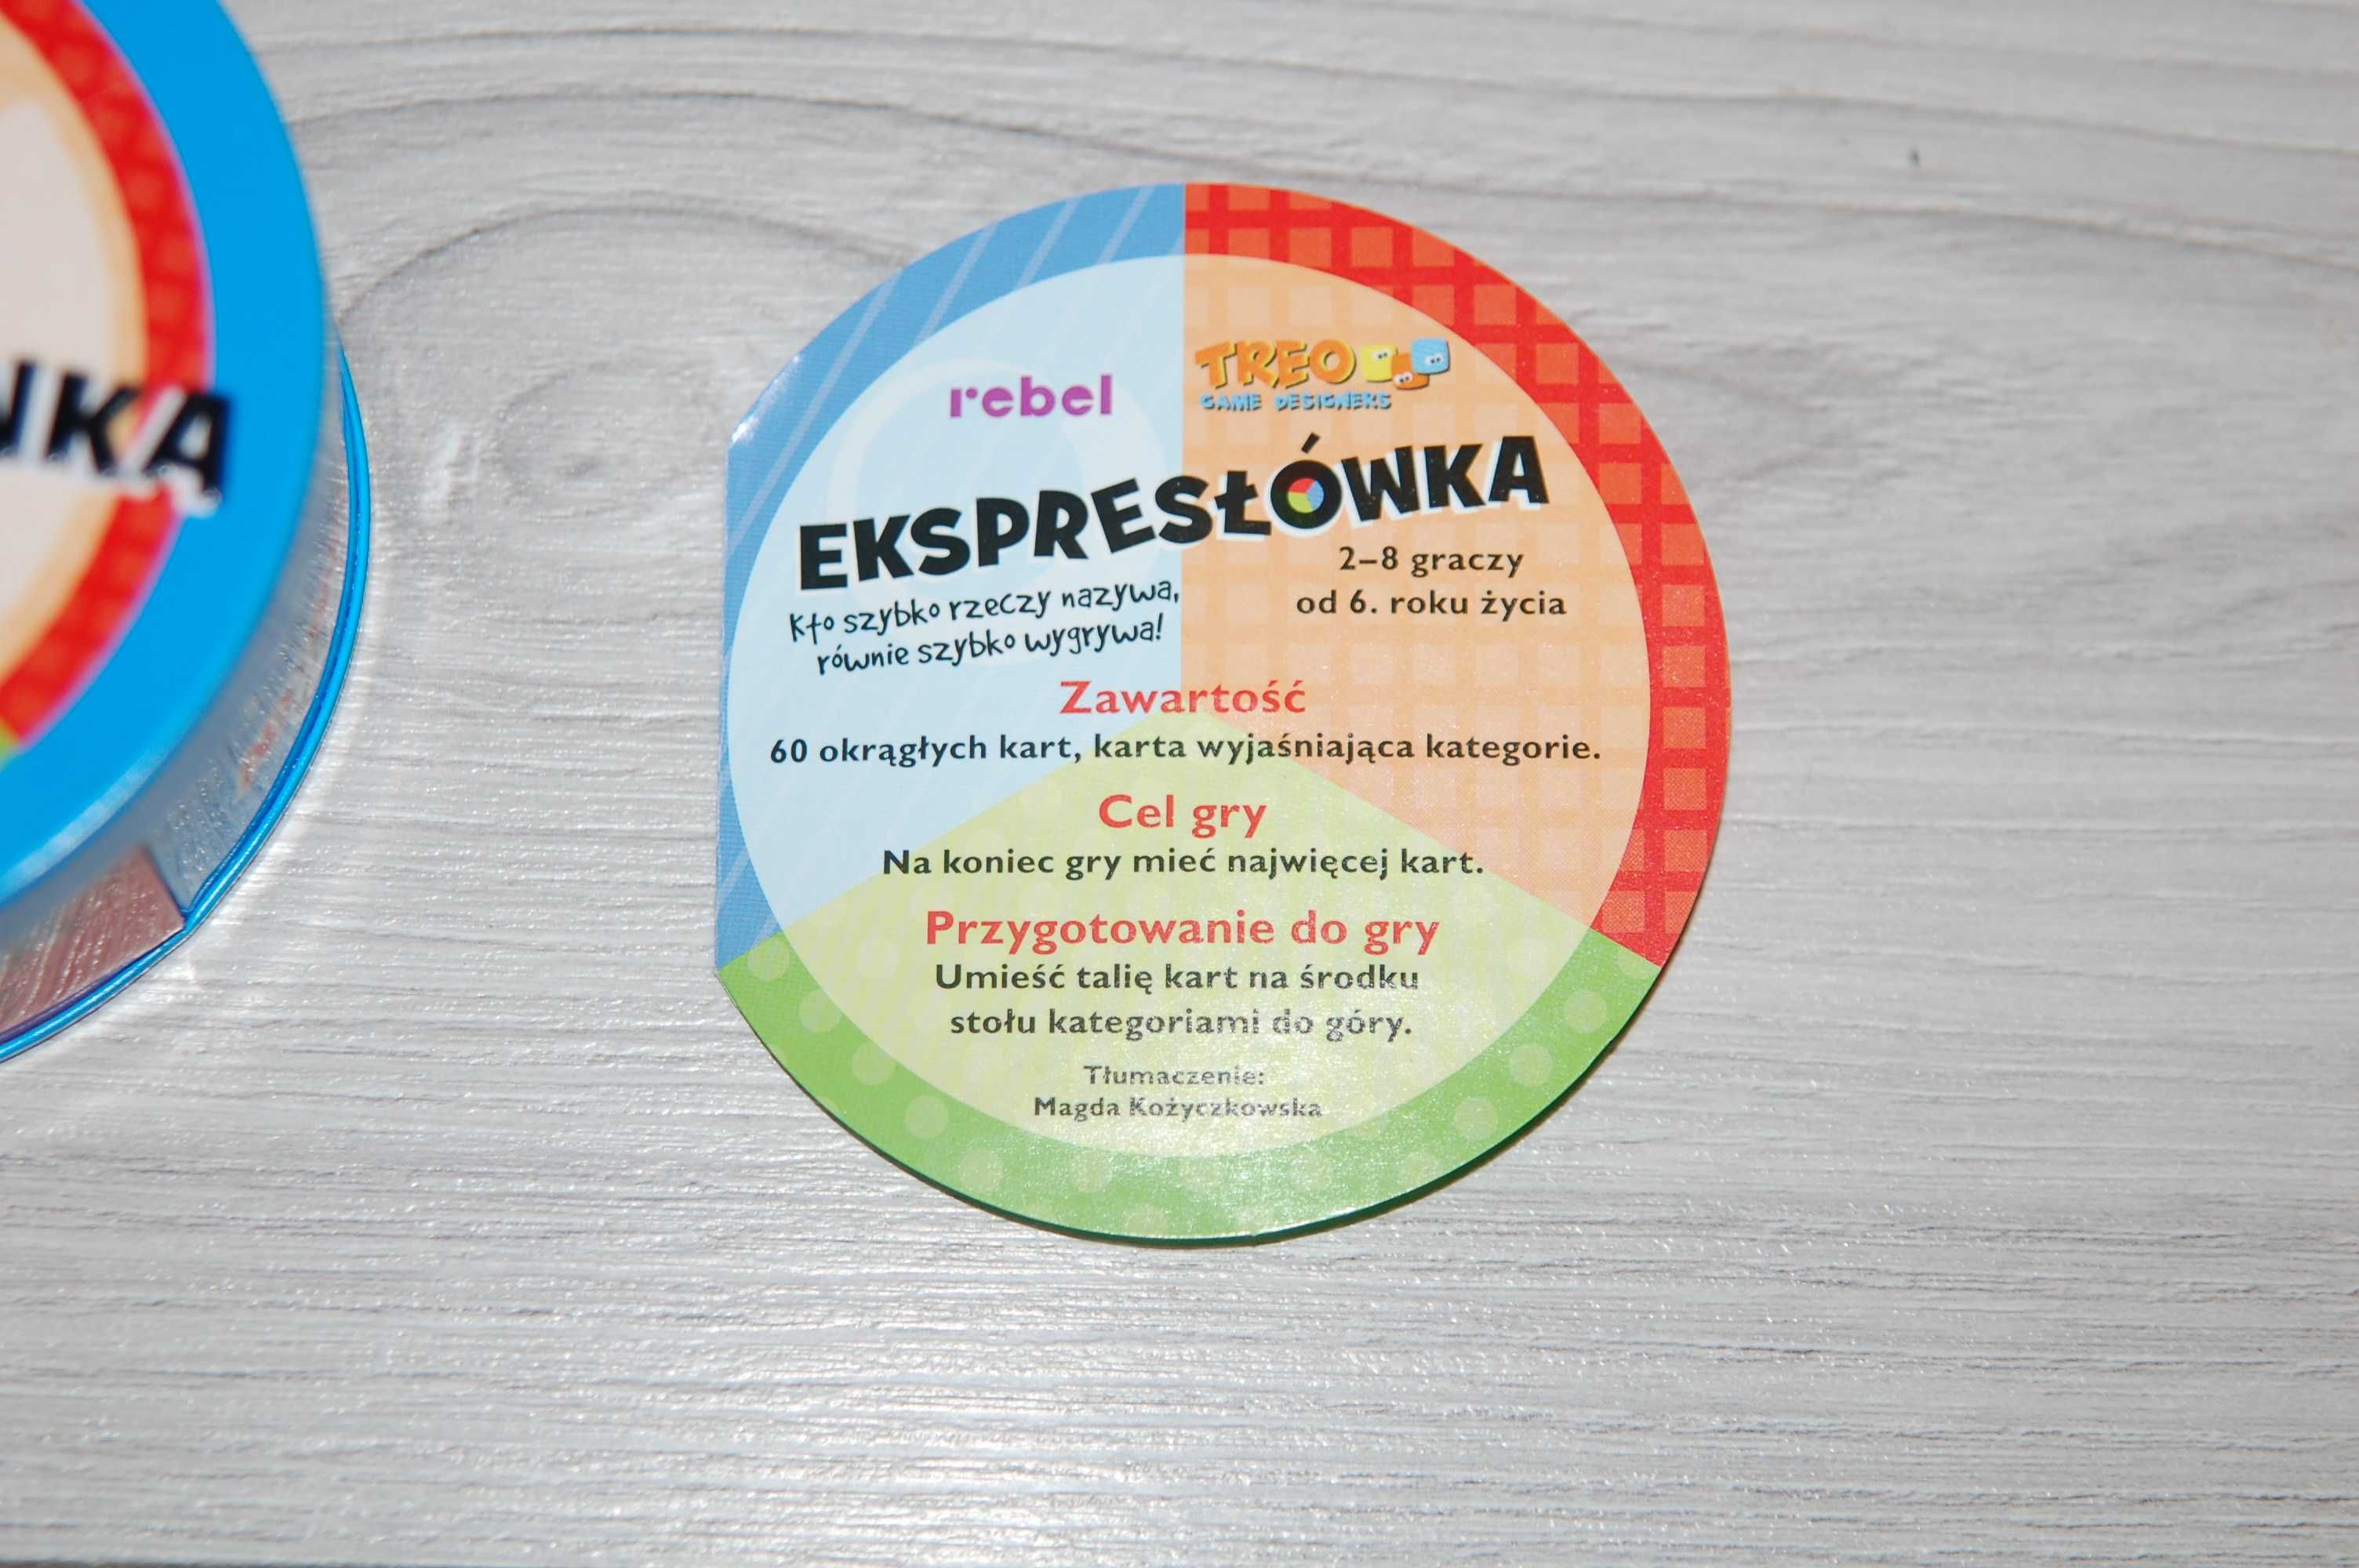 WKA
rebel
TREO
GAME DESIGNERS
EKSPRESŁÓWKA
2–8 graczy
od 6. roku życia
Kto szybko rzeczy nazywa,
równie szybko wygrywa!
Zawartość
60 okrągłych kart, karta wyjaśniająca kategorie.
Cel gry
Na koniec gry mieć najwięcej kart.
Przygotowanie do gry
Umieść talię kart na środku
stołu kategoriami do góry.
Tłumaczenie:
Magda Kożyczkowska